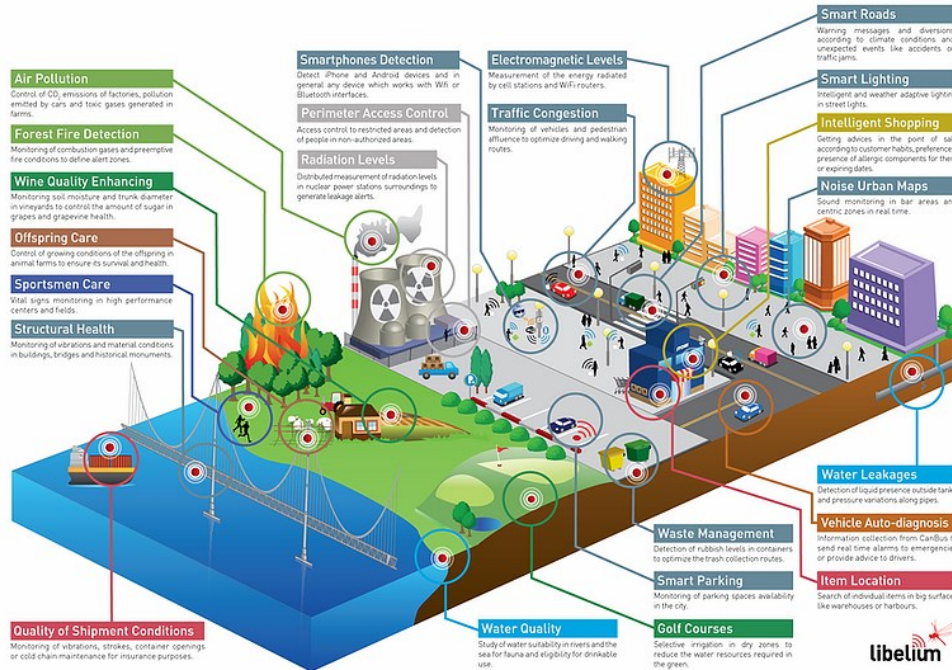 Air Pollution
Control of CO₂ emissions of factories, pollution
emitted by cars and toxic gases generated in
farms.
Forest Fire Detection
Monitoring of combustion gases and preemptive
fire conditions to define alert zones.
Wine Quality Enhancing
Monitoring soil moisture and trunk diameter
in vineyards to control the amount of sugar in
grapes and grapevine health.
Offspring Care
Control of growing conditions of the offspring in
animal farms to ensure its survival and health.
Sportsmen Care
Vital signs monitoring in high performance
centers and fields.
Structural Health
Monitoring of vibrations and material conditions
in buildings, bridges and historical monuments.
Quality of Shipment Conditions
Monitoring of vibrations, strokes, container openings
or cold chain maintenance for insurance purposes.
Smartphones Detection
Detect iPhone and Android devices and in
general any device which works with Wifi or
Bluetooth interfaces.
Perimeter Access Control
Access control to restricted areas and detection
of people in non-authorized areas.
Radiation Levels
Distributed measurement of radiation levels
in nuclear power stations surroundings to
generate leakage alerts.
Electromagnetic Levels
Measurement of the energy radiated
by cell stations and WiFi routers.
Traffic Congestion
Monitoring of vehicles and pedestrian
affluence to optimize driving and walking
routes.
Smart Roads
Warning messages and diversions
according to climate conditions and
unexpected events like accidents o
traffic jams.
Smart Lighting
Intelligent and weather adaptive lightin
in street lights.
Intelligent Shopping
Getting advices in the point of sal
according to customer habits, preference
presence of allergic components for the
or expiring dates.
Noise Urban Maps
Sound monitoring in bar areas an
centric zones in real time.
Water Leakages
Detection of liquid presence outside tank
and pressure variations along pipes.
Vehicle Auto-diagnosis
Information collection from CanBus t
send real time alarms to emergencie
or provide advice to drivers.
Item Location
Search of individual items in big surface
like warehouses or harbours.
Waste Management
Detection of rubbish levels in containers
to optimize the trash collection routes.
Smart Parking
Monitoring of parking spaces availability
in the city.
Golf Courses
Selective irrigation in dry zones to
reduce the water resources required in
the green.
Water Quality
Study of water suitability in rivers and the
sea for fauna and eligibility for drinkable
use.
P
libelium